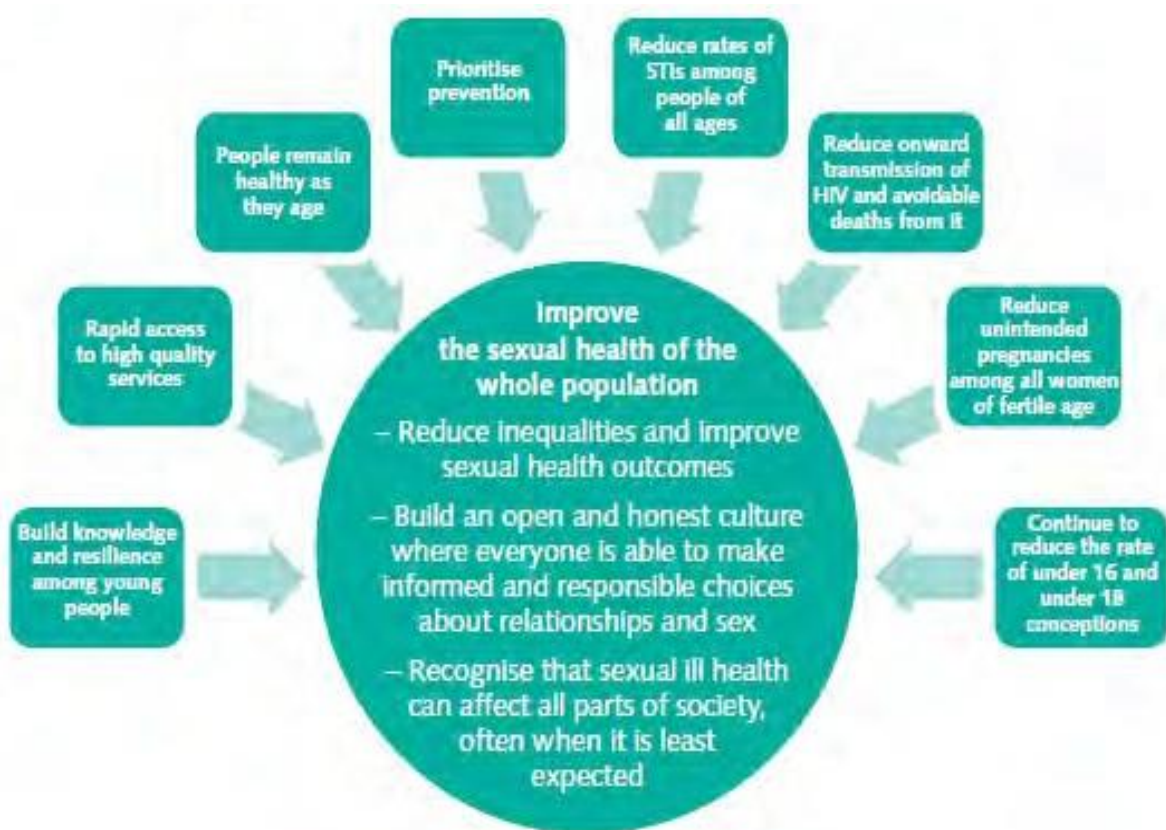 Build knowledge
and resilience
among young
people
Rapid access
to high quality
services
People remain
healthy as
they age
Prioritise
prevention
Reduce rates of
STIs among
people of
all ages
Reduce onward
transmission of
HIV and avoidable
deaths from it
Reduce
unintended
pregnancies
among all women
of fertile age
Continue to
reduce the rate
of under 16 and
under 18
conceptions
Improve
the sexual health of the
whole population
– Reduce inequalities and improve
sexual health outcomes
– Build an open and honest culture
where everyone is able to make
informed and responsible choices
about relationships and sex
– Recognise that sexual ill health
can affect all parts of society,
often when it is least
expected